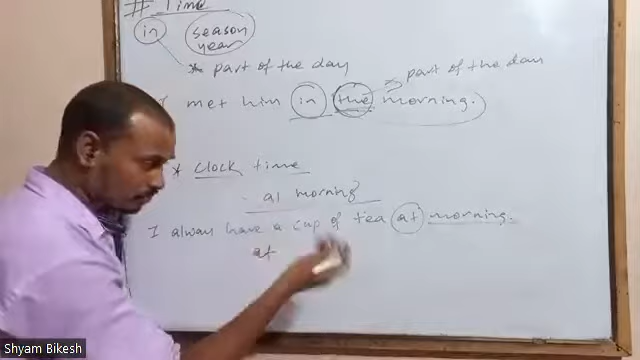 # Time
in season
year
* part of the day
I met him in the morning.
part of the day
* clock time
- at morning
I always have a cup of tea at morning.
at
Shyam Bikesh